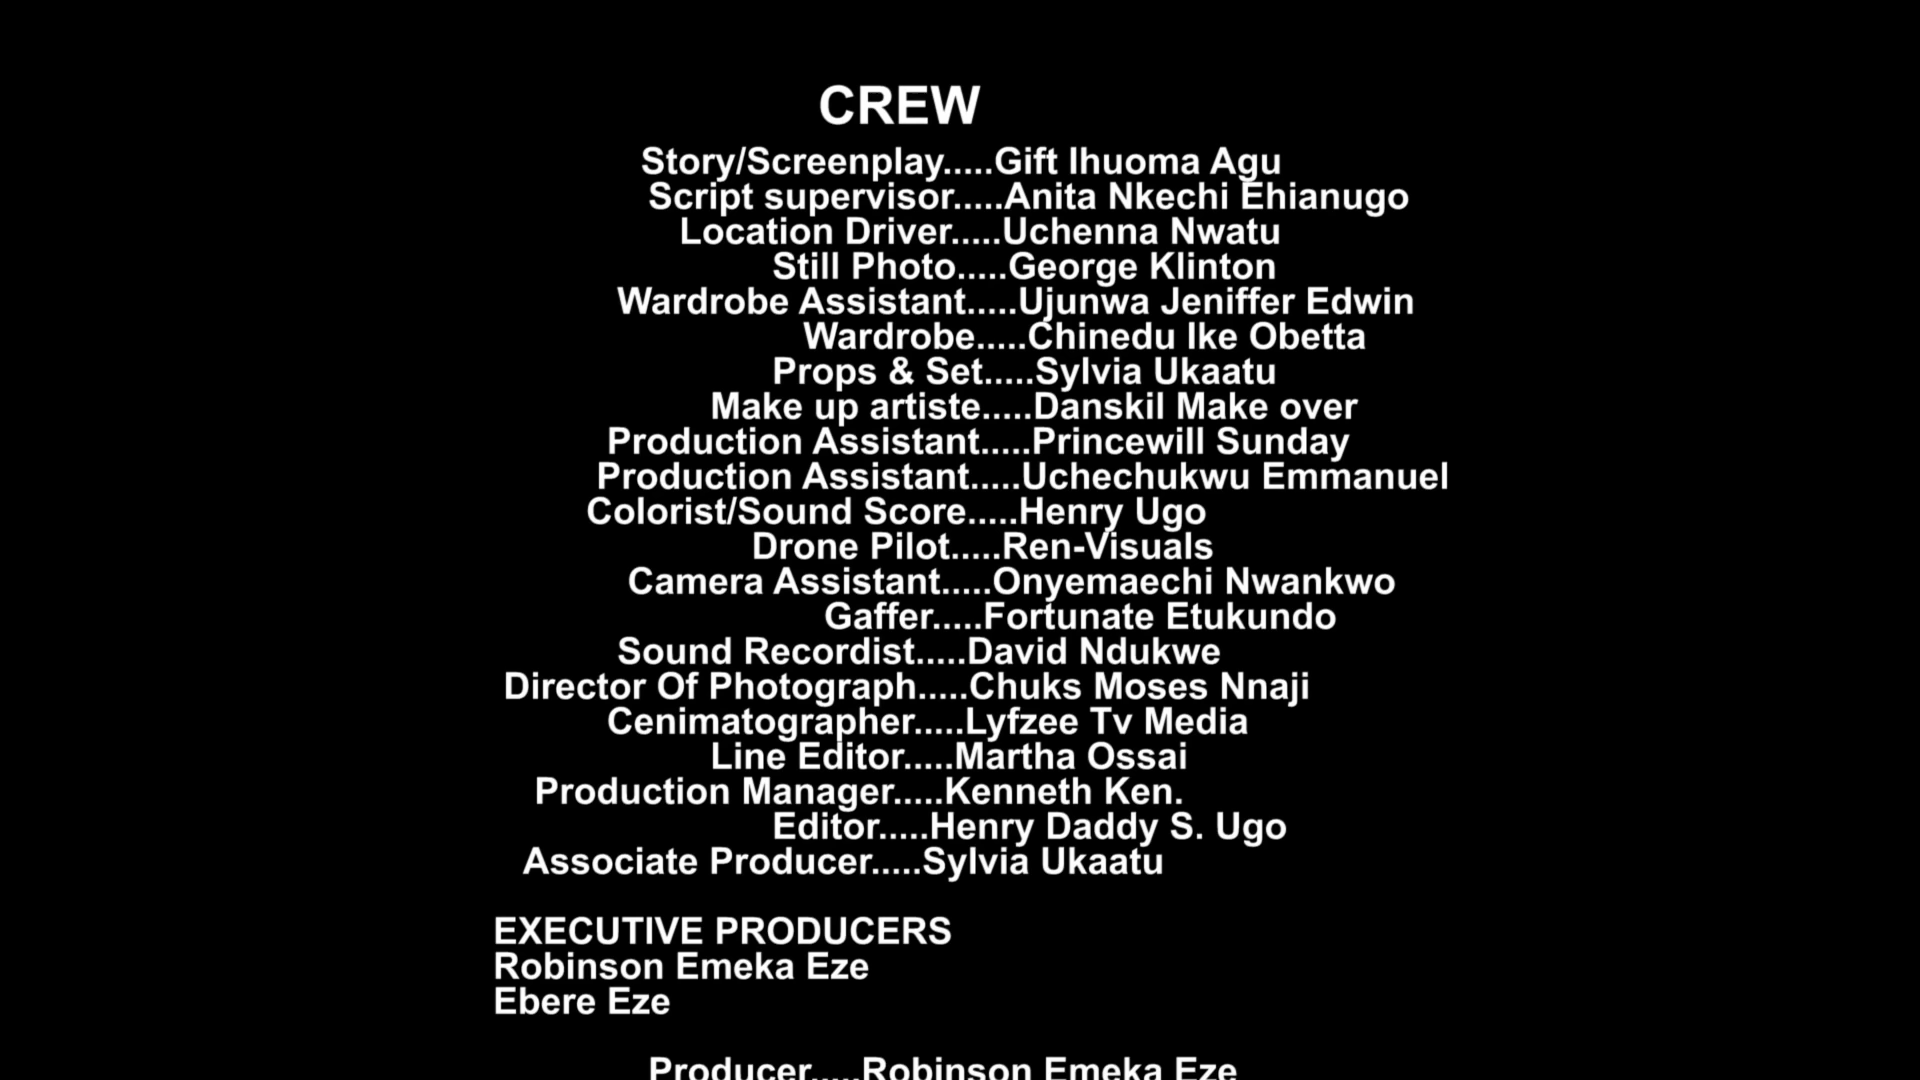 CREW
Story/Screenplay.....Gift Ihuoma Agu
Script supervisor.....Anita Nkechi Ehianugo
Location Driver.....Uchenna Nwatu
Still Photo.....George Klinton
Wardrobe Assistant.....Ujunwa Jeniffer Edwin
Wardrobe.....Chinedu Ike Obetta
Props & Set.....Sylvia Ukaatu
Make up artiste.....Danskil Make over
Production Assistant.....Princewill Sunday
Production Assistant.....Uchechukwu Emmanuel
Colorist/Sound Score.....Henry Ugo
Drone Pilot.....Ren-Visuals
Camera Assistant.....Onyemaechi Nwankwo
Gaffer.....Fortunate Etukundo
Sound Recordist.....David Ndukwe
Director Of Photograph.....Chuks Moses Nnaji
Cenimatographer.....Lyfzee Tv Media
Line Editor.....Martha Ossai
Production Manager.....Kenneth Ken.
Editor.....Henry Daddy S. Ugo
Associate Producer.....Sylvia Ukaatu
EXECUTIVE PRODUCERS
Robinson Emeka Eze
Ebere Eze
Producer.....Robinson Emeka Eze